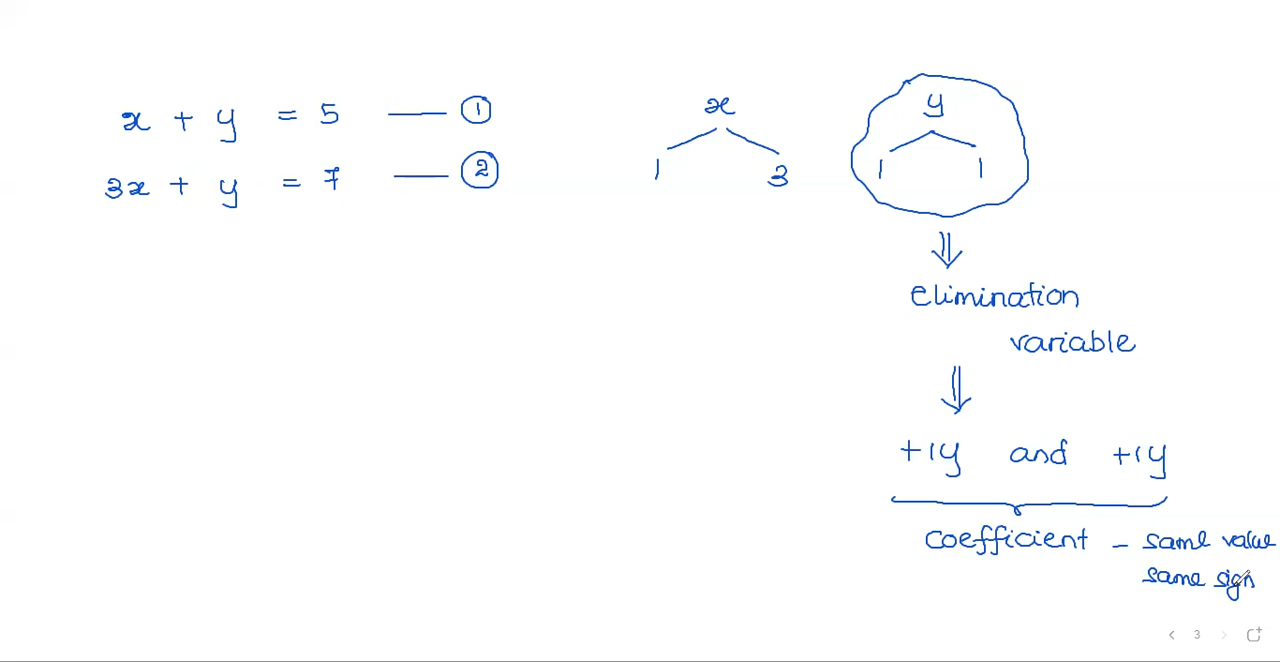 x + y = 5 —— ①
3x + y = 7 —— ②
x
1 3
y
1 1
⇓
elimination
variable
⇓
+1y and +1y
coefficient – same value
same sign
< 3 >